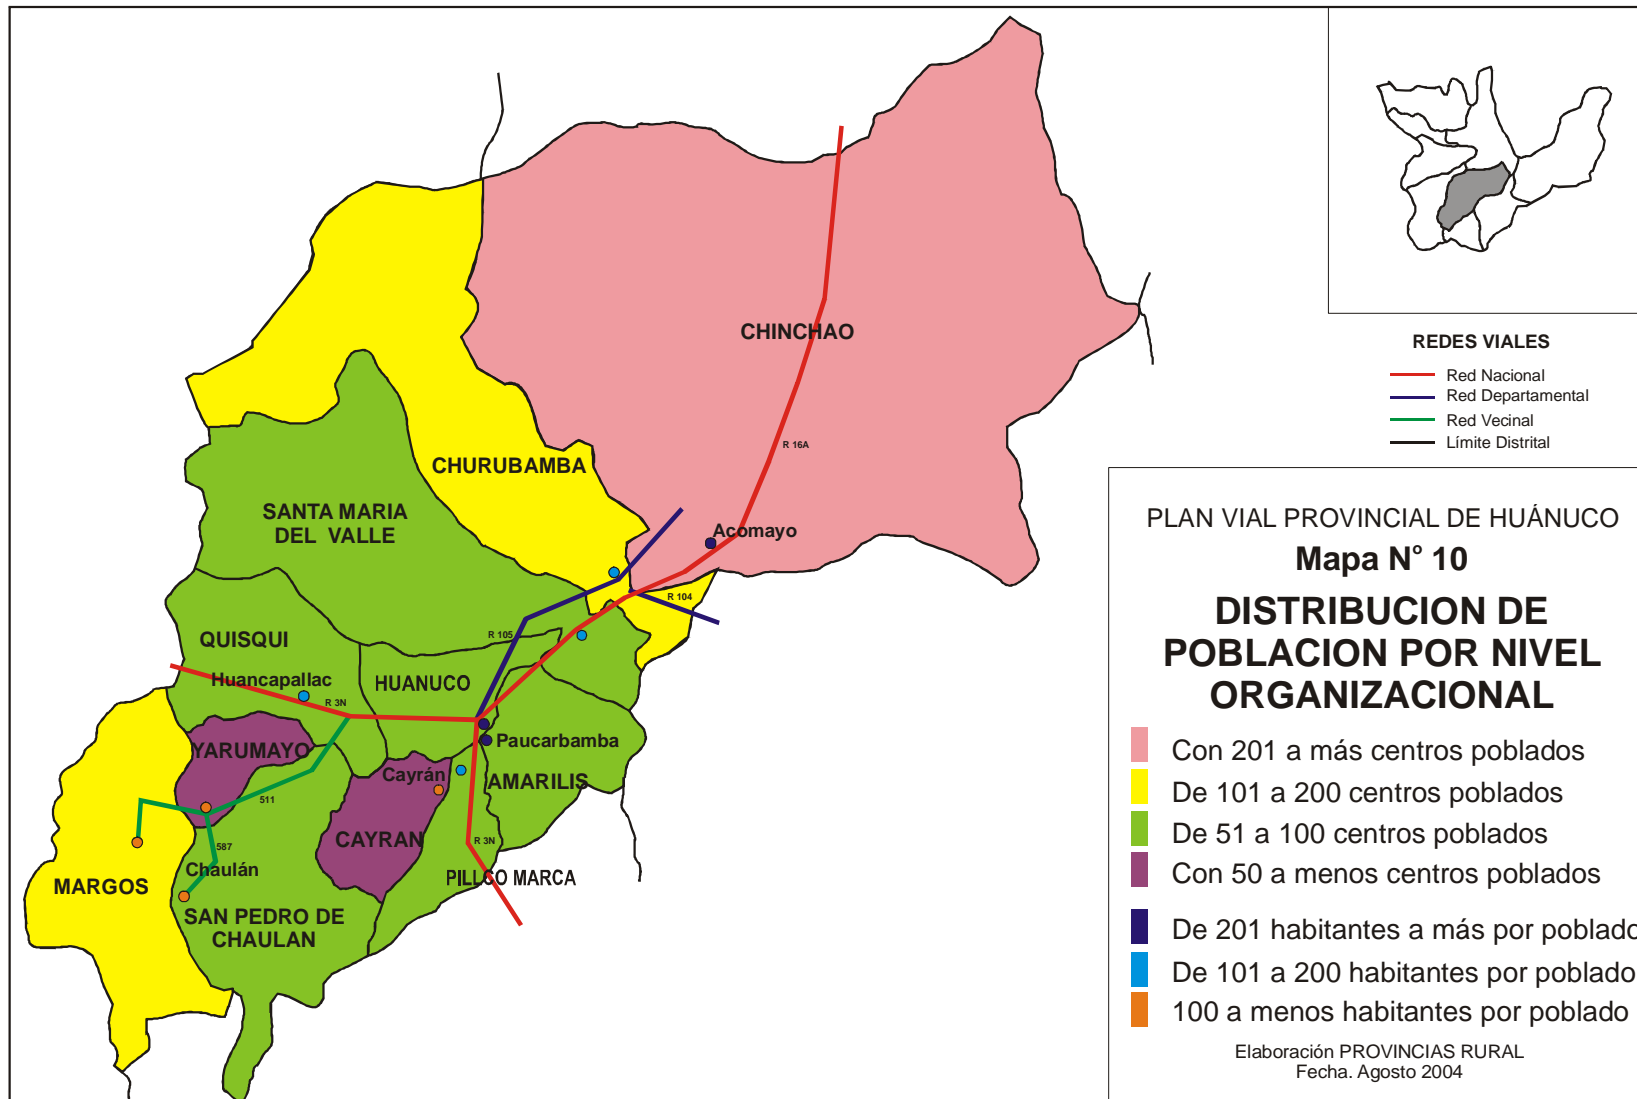 CHINCHAO
REDES VIALES
Red Nacional
Red Departamental
Red Vecinal
Límite Distrital
R 16A
CHURUBAMBA
SANTA MARIA
DEL VALLE
Acomayo
R 104
R 105
QUISQUI
Huancapallac
R 3N
HUANUCO
YARUMAYO
Paucarbamba
Cayrán
AMARILIS
511
CAYRAN
R 3N
587
Chaulán
MARGOS
PILLCO MARCA
SAN PEDRO DE
CHAULAN
PLAN VIAL PROVINCIAL DE HUÁNUCO
Mapa N° 10
DISTRIBUCION DE
POBLACION POR NIVEL
ORGANIZACIONAL
Con 201 a más centros poblados
De 101 a 200 centros poblados
De 51 a 100 centros poblados
Con 50 a menos centros poblados
De 201 habitantes a más por poblado
De 101 a 200 habitantes por poblado
100 a menos habitantes por poblado
Elaboración PROVINCIAS RURAL
Fecha. Agosto 2004